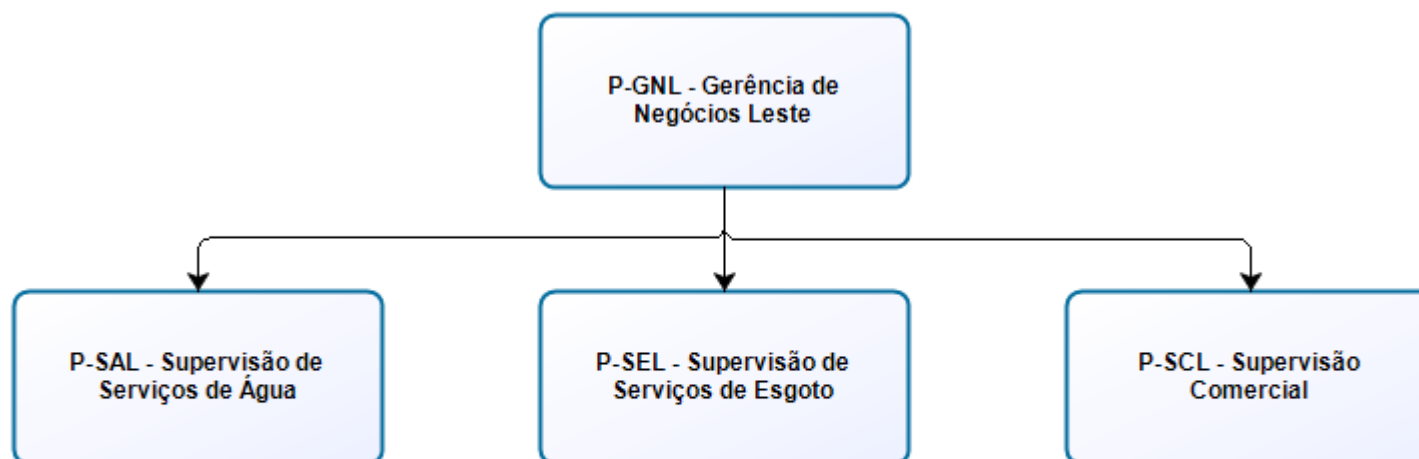 P-GNL - Gerência de
Negócios Leste
P-SAL - Supervisão de
Serviços de Água
P-SEL - Supervisão de
Serviços de Esgoto
P-SCL - Supervisão
Comercial